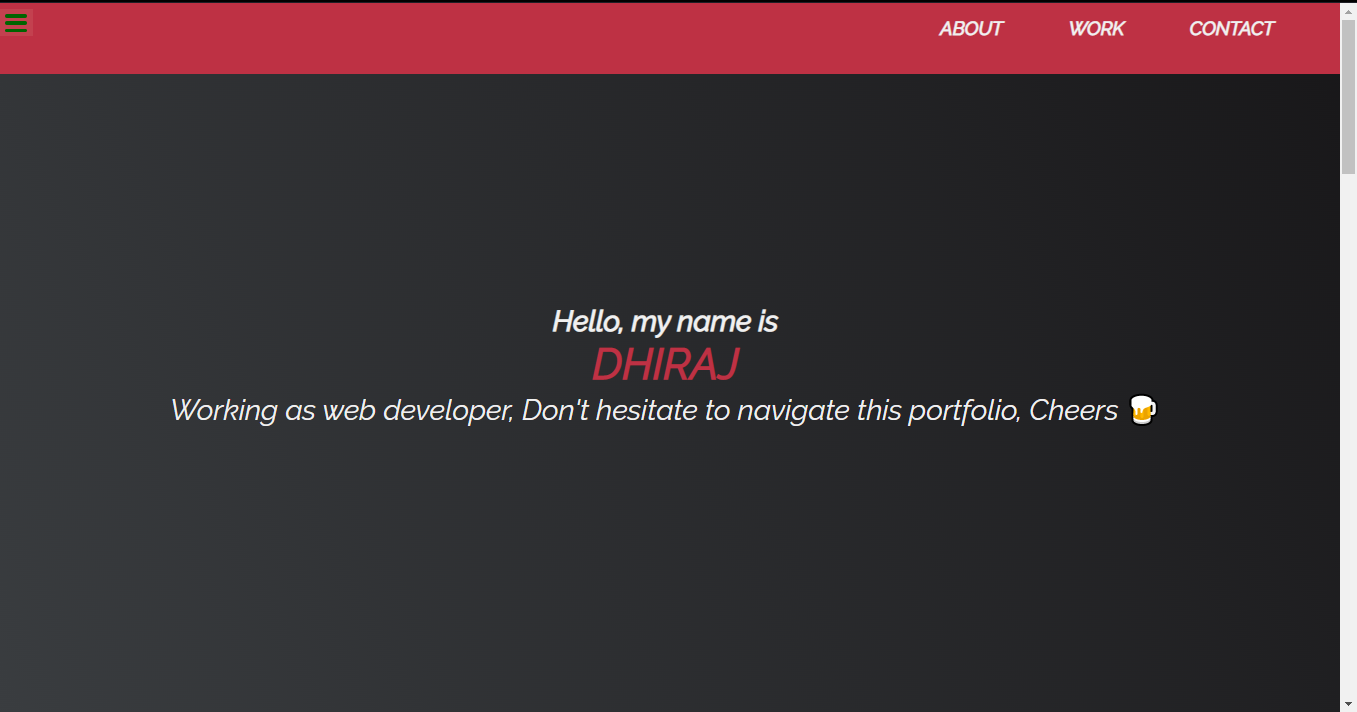 ABOUT WORK CONTACT
Hello, my name is
DHIRAJ
Working as web developer, Don't hesitate to navigate this portfolio, Cheers 🍺